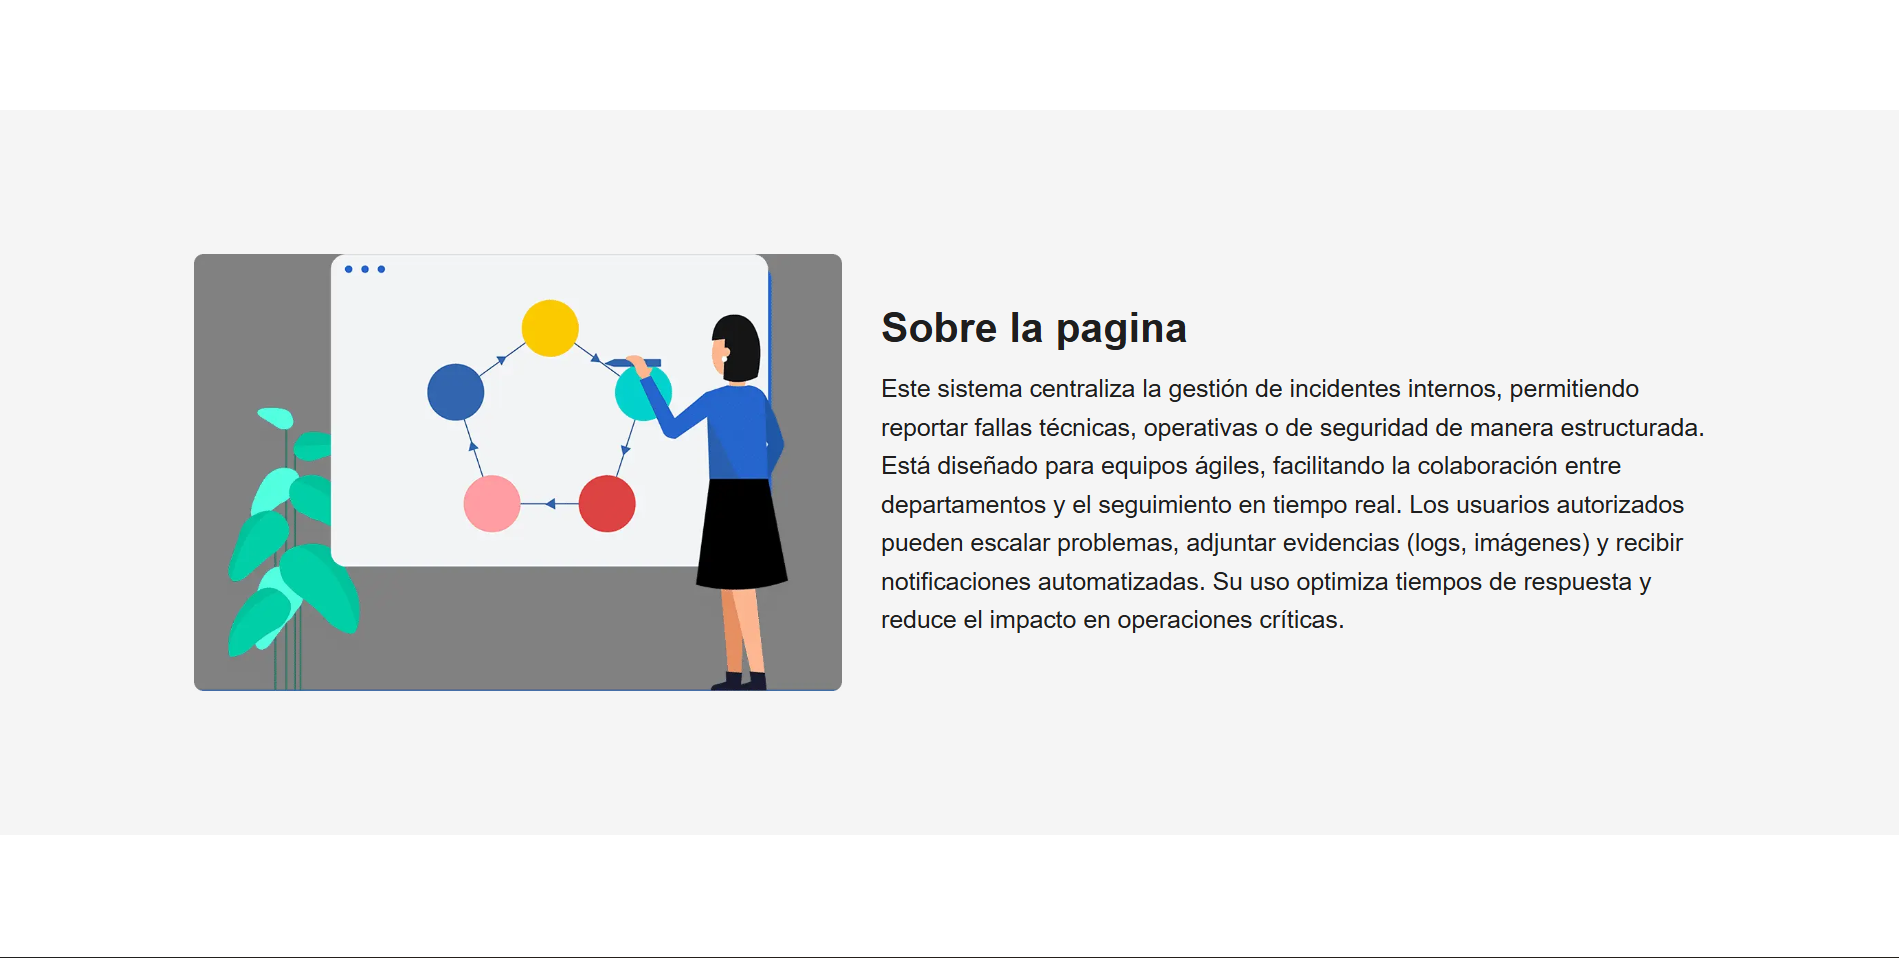 Sobre la pagina
Este sistema centraliza la gestión de incidentes internos, permitiendo
reportar fallas técnicas, operativas o de seguridad de manera estructurada.
Está diseñado para equipos ágiles, facilitando la colaboración entre
departamentos y el seguimiento en tiempo real. Los usuarios autorizados
pueden escalar problemas, adjuntar evidencias (logs, imágenes) y recibir
notificaciones automatizadas. Su uso optimiza tiempos de respuesta y
reduce el impacto en operaciones críticas.